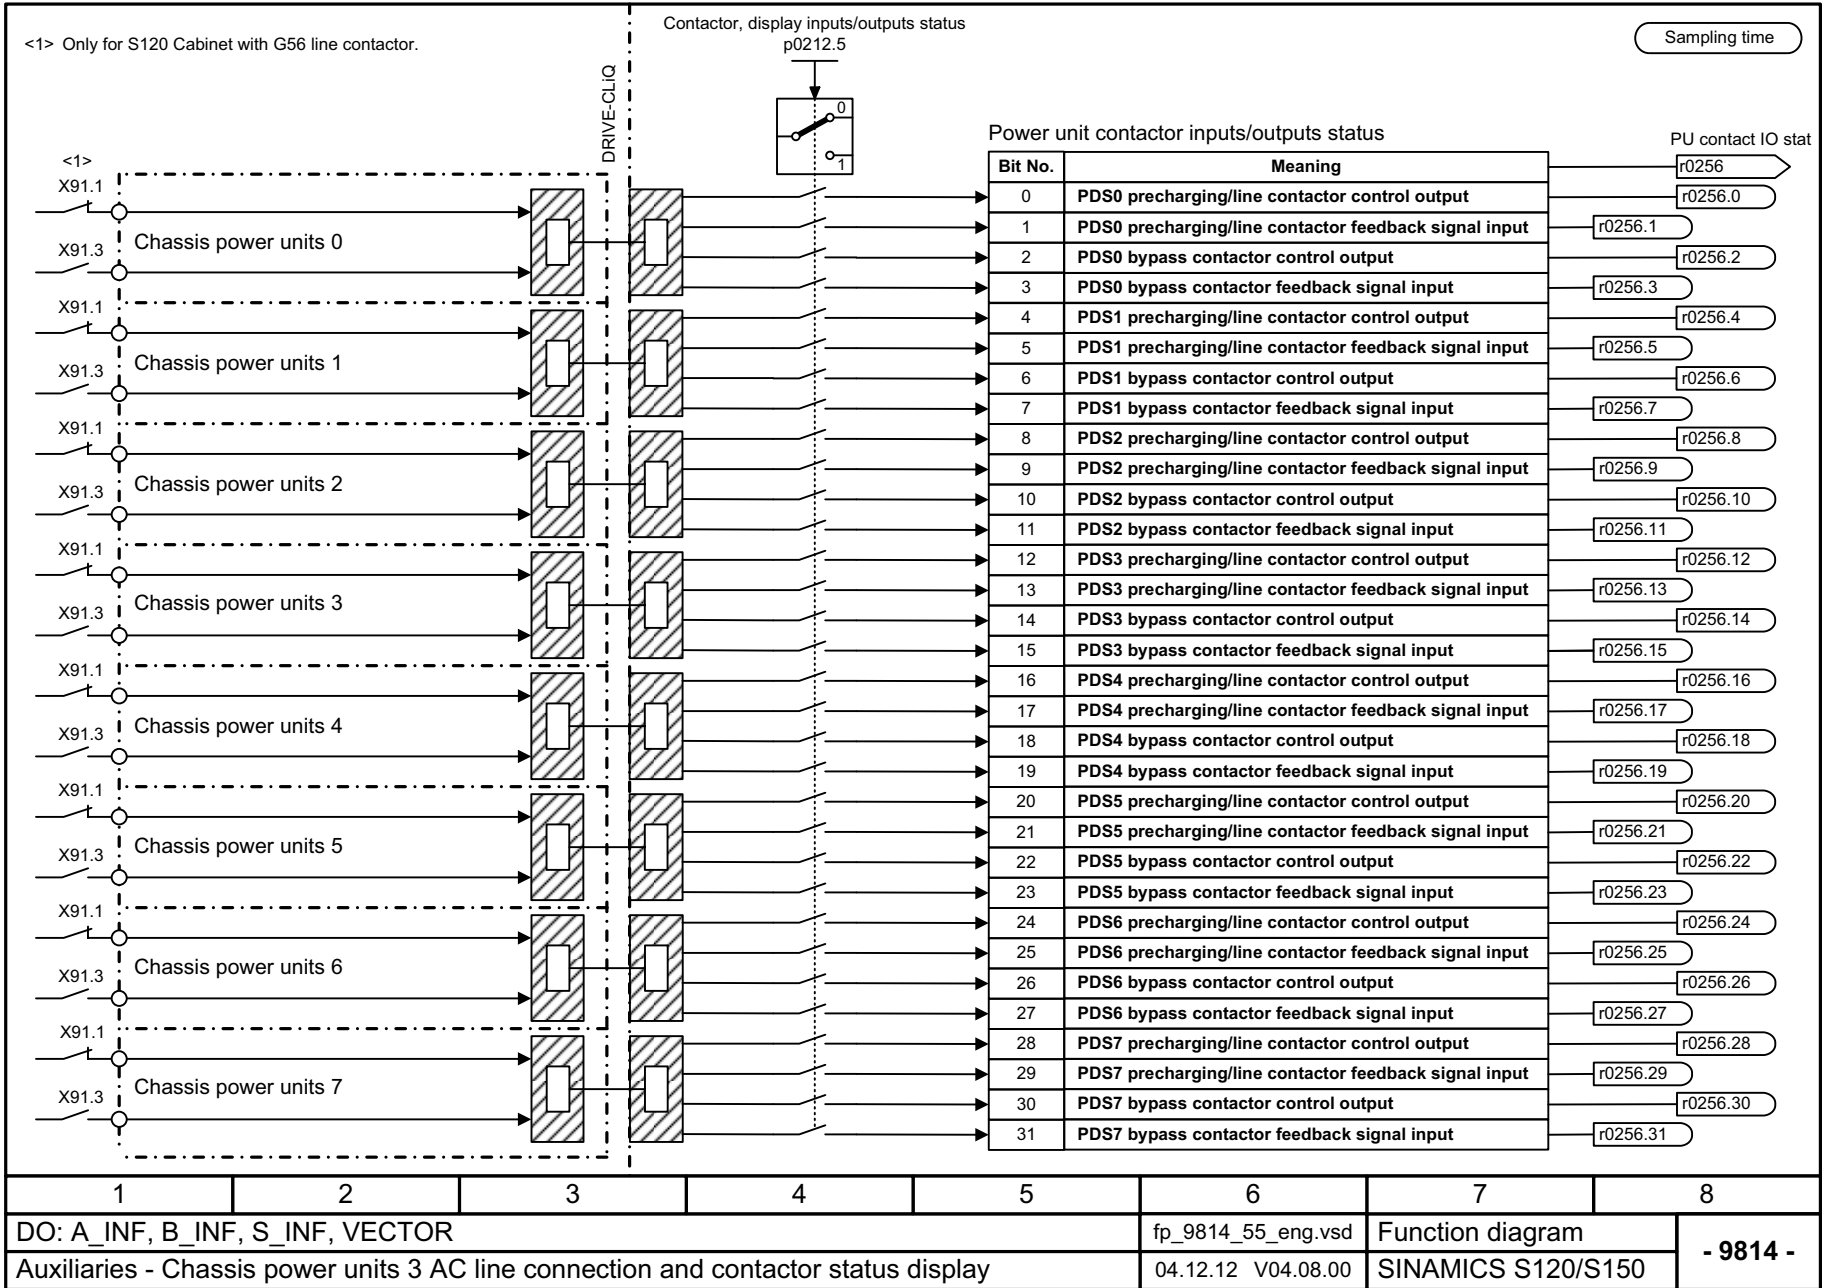 <1> Only for S120 Cabinet with G56 line contactor.
Contactor, display inputs/outputs status
p0212.5
Sampling time
DRIVE-CLiQ
0
1
Power unit contactor inputs/outputs status
PU contact IO stat
Bit No. Meaning r0256
<1>
X91.1
X91.3
Chassis power units 0
X91.1
X91.3
Chassis power units 1
X91.1
X91.3
Chassis power units 2
X91.1
X91.3
Chassis power units 3
X91.1
X91.3
Chassis power units 4
X91.1
X91.3
Chassis power units 5
X91.1
X91.3
Chassis power units 6
X91.1
X91.3
Chassis power units 7
0 PDS0 precharging/line contactor control output r0256.0
1 PDS0 precharging/line contactor feedback signal input r0256.1
2 PDS0 bypass contactor control output r0256.2
3 PDS0 bypass contactor feedback signal input r0256.3
4 PDS1 precharging/line contactor control output r0256.4
5 PDS1 precharging/line contactor feedback signal input r0256.5
6 PDS1 bypass contactor control output r0256.6
7 PDS1 bypass contactor feedback signal input r0256.7
8 PDS2 precharging/line contactor control output r0256.8
9 PDS2 precharging/line contactor feedback signal input r0256.9
10 PDS2 bypass contactor control output r0256.10
11 PDS2 bypass contactor feedback signal input r0256.11
12 PDS3 precharging/line contactor control output r0256.12
13 PDS3 precharging/line contactor feedback signal input r0256.13
14 PDS3 bypass contactor control output r0256.14
15 PDS3 bypass contactor feedback signal input r0256.15
16 PDS4 precharging/line contactor control output r0256.16
17 PDS4 precharging/line contactor feedback signal input r0256.17
18 PDS4 bypass contactor control output r0256.18
19 PDS4 bypass contactor feedback signal input r0256.19
20 PDS5 precharging/line contactor control output r0256.20
21 PDS5 precharging/line contactor feedback signal input r0256.21
22 PDS5 bypass contactor control output r0256.22
23 PDS5 bypass contactor feedback signal input r0256.23
24 PDS6 precharging/line contactor control output r0256.24
25 PDS6 precharging/line contactor feedback signal input r0256.25
26 PDS6 bypass contactor control output r0256.26
27 PDS6 bypass contactor feedback signal input r0256.27
28 PDS7 precharging/line contactor control output r0256.28
29 PDS7 precharging/line contactor feedback signal input r0256.29
30 PDS7 bypass contactor control output r0256.30
31 PDS7 bypass contactor feedback signal input r0256.31
1 2 3 4 5 6 7 8
DO: A_INF, B_INF, S_INF, VECTOR fp_9814_55_eng.vsd Function diagram
- 9814 -
Auxiliaries - Chassis power units 3 AC line connection and contactor status display 04.12.12 V04.08.00 SINAMICS S120/S150